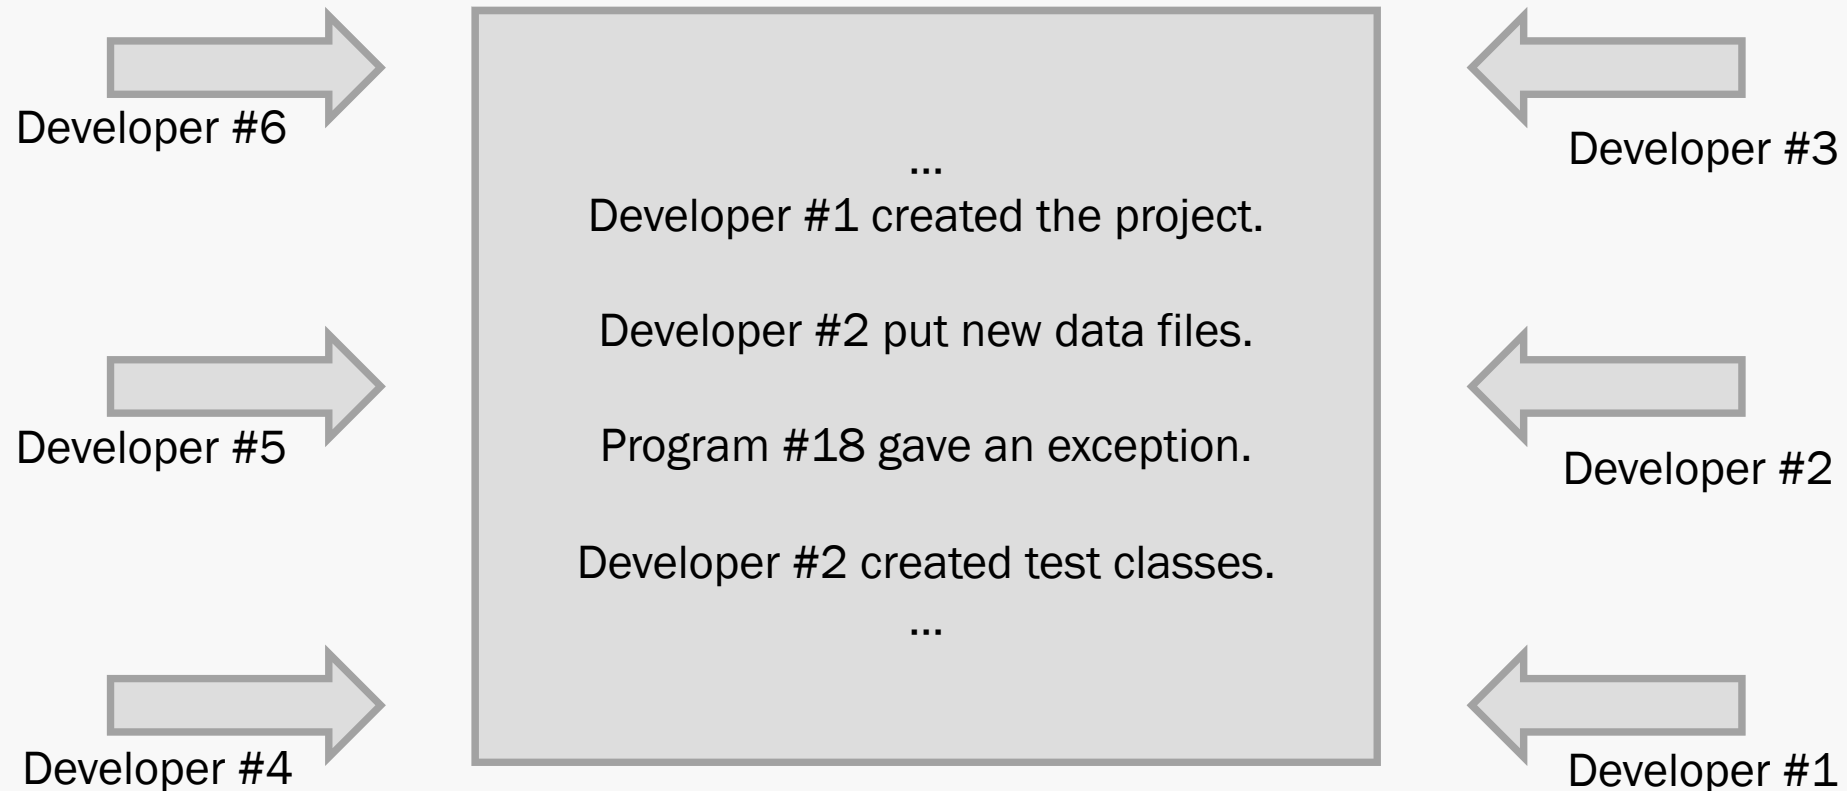 Developer #6
Developer #3
...
Developer #1 created the project.
Developer #2 put new data files.
Program #18 gave an exception.
Developer #2 created test classes.
...
Developer #5
Developer #2
Developer #4
Developer #1